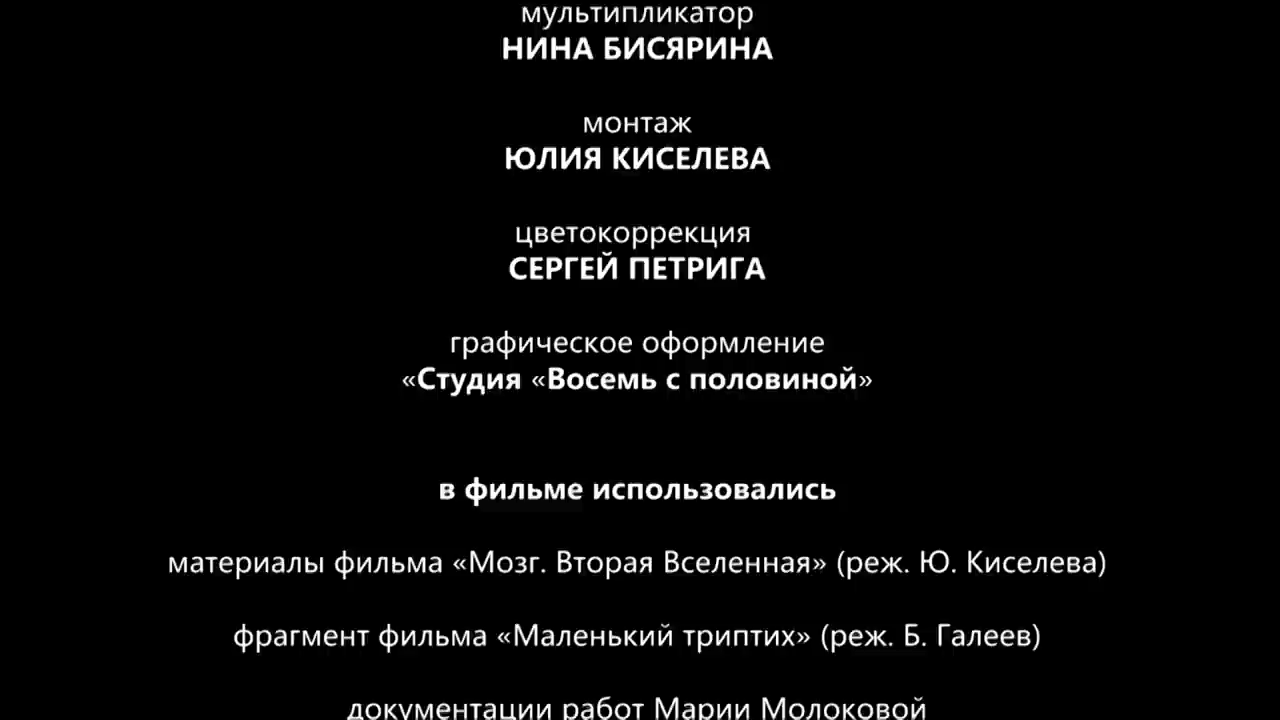 мультипликатор
НИНА БИСЯРИНА
монтаж
ЮЛИЯ КИСЕЛЕВА
цветокоррекция
СЕРГЕЙ ПЕТРИГА
графическое оформление
«Студия «Восемь с половиной»
в фильме использовались
материалы фильма «Мозг. Вторая Вселенная» (реж. Ю. Киселева)
фрагмент фильма «Маленький триптих» (реж. Б. Галеев)
документации работ Марии Молоковой